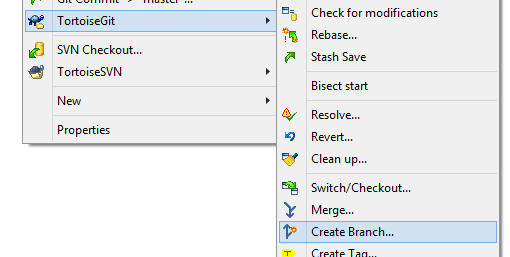 Git Commit -> "master"...
TortoiseGit
SVN Checkout...
TortoiseSVN
New
Properties
Check for modifications
Rebase...
Stash Save
Bisect start
Resolve...
Revert...
Clean up...
Switch/Checkout...
Merge...
Create Branch...
Create Tag...